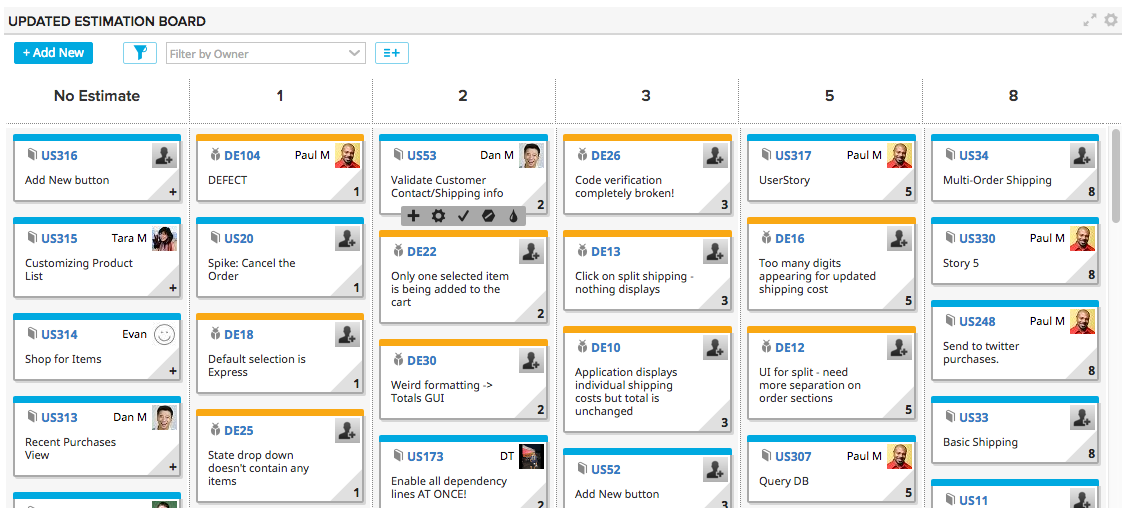 UPDATED ESTIMATION BOARD
+ Add New
Filter by Owner
No Estimate
1
2
3
5
8
US316
Add New button
+
US315
Tara M
Customizing Product
List
+
US314
Evan
Shop for Items
+
US313
Dan M
Recent Purchases
View
+
DE104
Paul M
DEFECT
1
US20
Spike: Cancel the
Order
1
DE18
Default selection is
Express
1
DE25
State drop down
doesn't contain any
items
1
US53
Dan M
Validate Customer
Contact/Shipping info
2
DE22
Only one selected item
is being added to the
cart
2
DE30
Weird formatting ->
Totals GUI
2
US173
DT
Enable all dependency
lines AT ONCE!
2
DE26
Code verification
completely broken!
3
DE13
Click on split shipping -
nothing displays
3
DE10
Application displays
individual shipping
costs but total is
unchanged
3
US52
Add New button
3
US317
Paul M
UserStory
5
DE16
Too many digits
appearing for updated
shipping cost
5
DE12
UI for split - need
more separation on
order sections
5
US307
Paul M
Query DB
5
US34
Multi-Order Shipping
8
US330
Paul M
Story 5
8
US248
Paul M
Send to twitter
purchases.
8
US33
Basic Shipping
8
US11